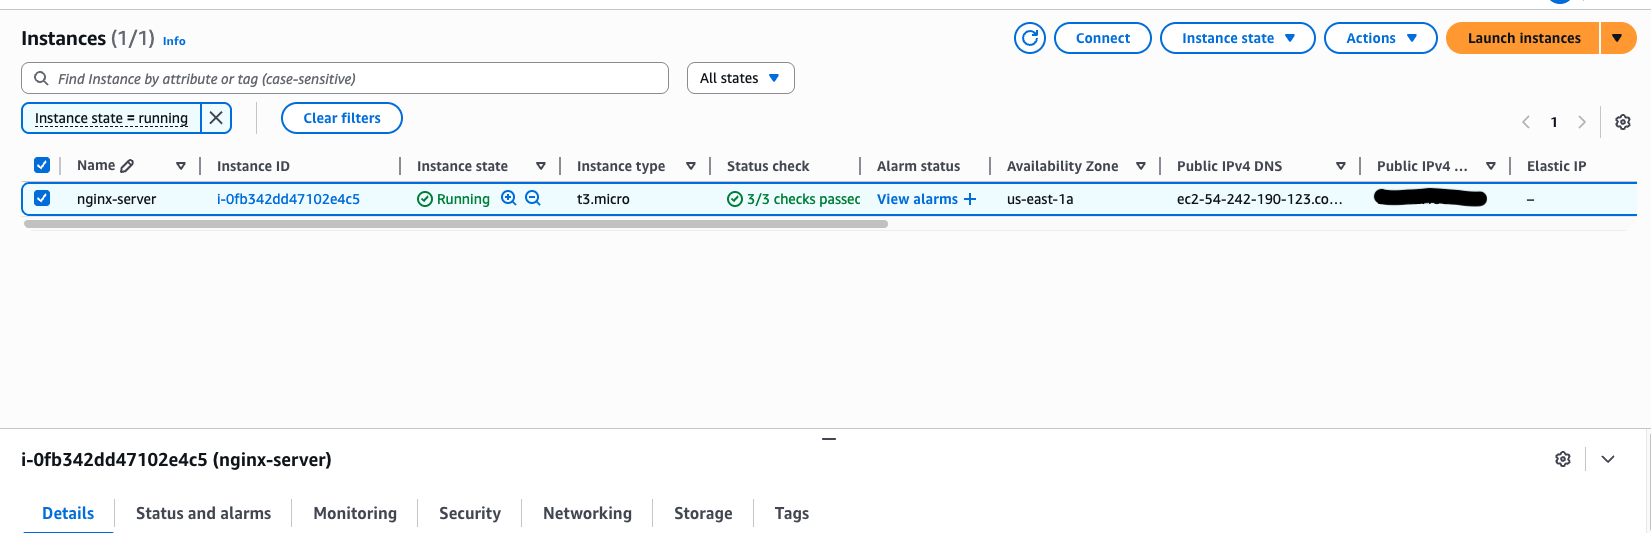 Instances (1/1) Info
Connect
Instance state
Actions
Launch instances
Find Instance by attribute or tag (case-sensitive)
All states
Instance state = running
Clear filters
1
Name Instance ID Instance state Instance type Status check Alarm status Availability Zone Public IPv4 DNS Public IPv4 ... Elastic IP
nginx-server i-0fb342dd47102e4c5 Running t3.micro 3/3 checks passed View alarms + us-east-1a ec2-54-242-190-123.co... –
i-0fb342dd47102e4c5 (nginx-server)
Details Status and alarms Monitoring Security Networking Storage Tags